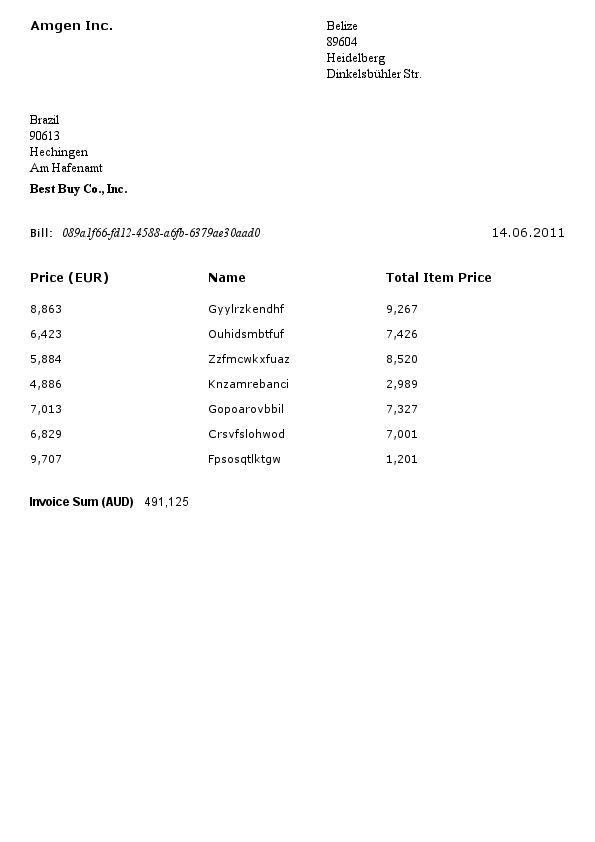 Amgen Inc.
Belize
89604
Heidelberg
Dinkelsbühler Str.
Brazil
90613
Hechingen
Am Hafenamt
Best Buy Co., Inc.
Bill: 089a1f66-fd12-4588-a6fb-6379ae30aad0 14.06.2011
Price (EUR) Name Total Item Price
8,863 Gyylrzkendhf 9,267
6,423 Ouhidsmbtfuf 7,426
5,884 Zzfmcwkxfuaz 8,520
4,886 Knzamrebanci 2,989
7,013 Gopoarovbbil 7,327
6,829 Crsvfslohwod 7,001
9,707 Fpsosqtlktgw 1,201
Invoice Sum (AUD) 491,125